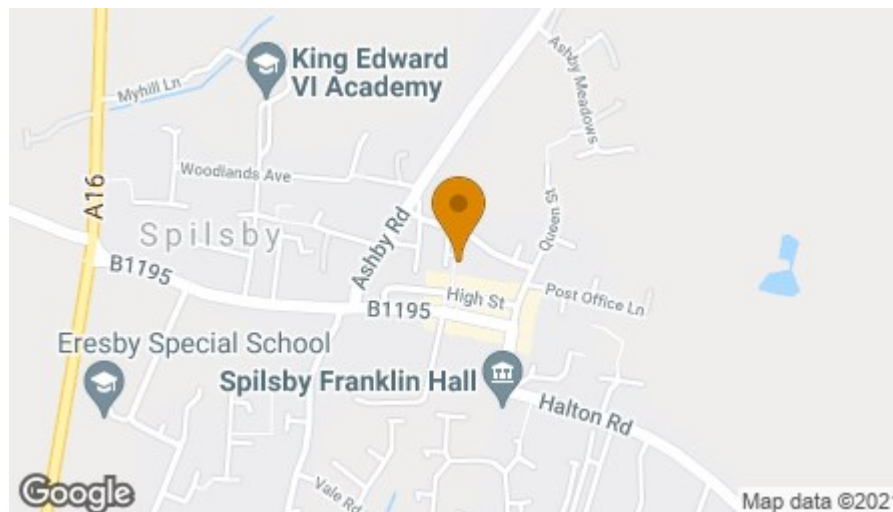 King Edward
VI Academy
Myhill Ln
Ashby Meadows
Woodlands Ave
A16
Ashby Rd
Queen St
Spilsby
B1195
High St
Post Office Ln
B1195
Eresby Special School
Spilsby Franklin Hall
Halton Rd
Vale Rd
Google
Map data ©202